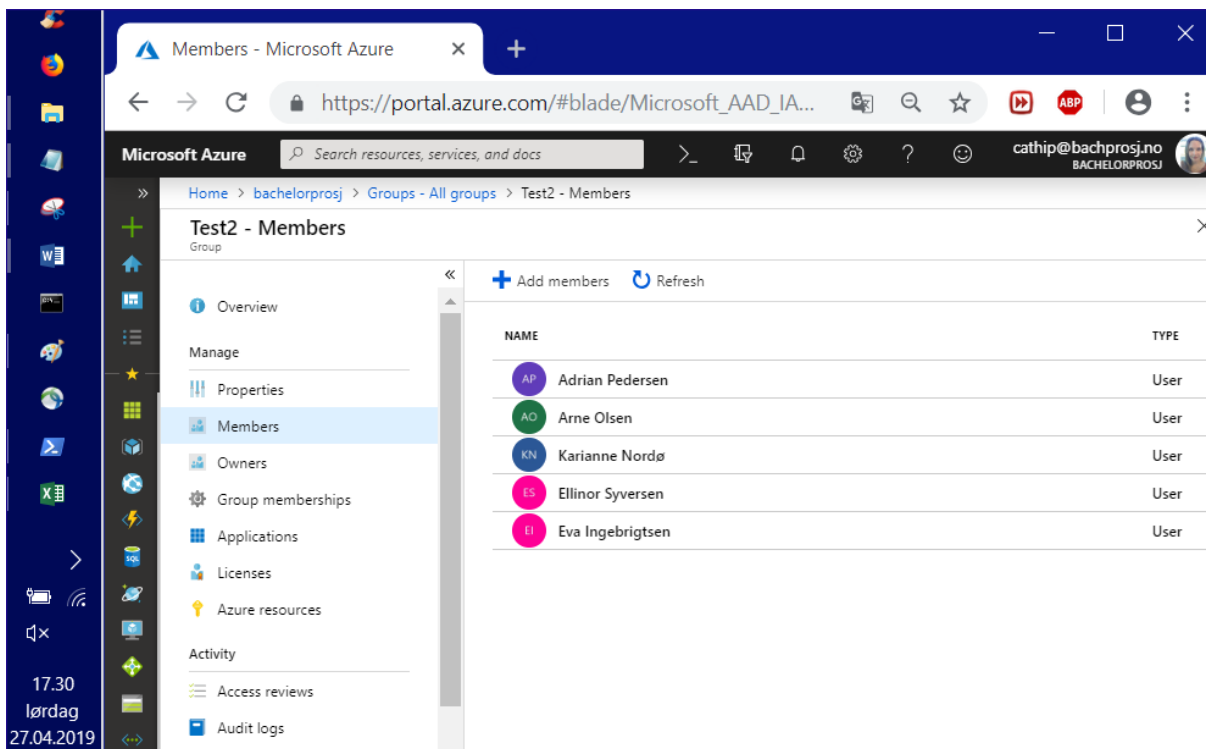 Members - Microsoft Azure
https://portal.azure.com/#blade/Microsoft_AAD_IA...
ABP
Microsoft Azure
Search resources, services, and docs
cathip@bachprosj.no
BACHELORPROSJ
Home > bachelorprosj > Groups - All groups > Test2 - Members
Test2 - Members
Group
Overview
Manage
Properties
Members
Owners
Group memberships
Applications
Licenses
Azure resources
Activity
Access reviews
Audit logs
Add members Refresh
NAME TYPE
AP Adrian Pedersen User
AO Arne Olsen User
KN Karianne Nordø User
ES Ellinor Syversen User
EI Eva Ingebrigtsen User
SQL
17.30
lørdag
27.04.2019